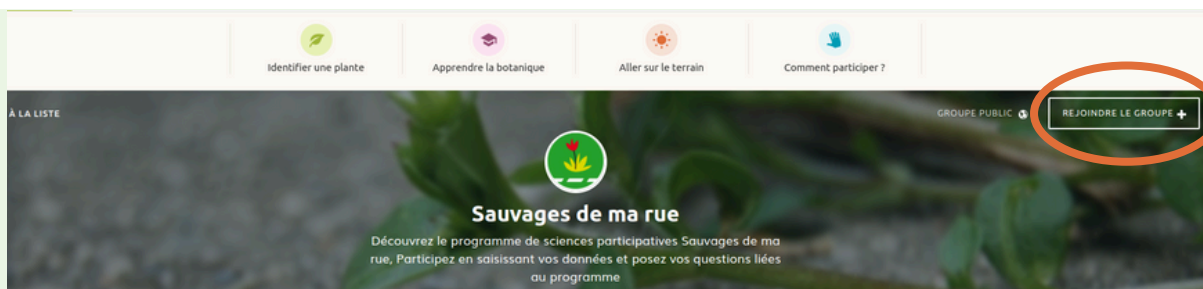 Identifier une plante
Apprendre la botanique
Aller sur le terrain
Comment participer ?
À LA LISTE
GROUPE PUBLIC
REJOINDRE LE GROUPE
Sauvages de ma rue
Découvrez le programme de sciences participatives Sauvages de ma
rue, Participez en saisissant vos données et posez vos questions liées
au programme